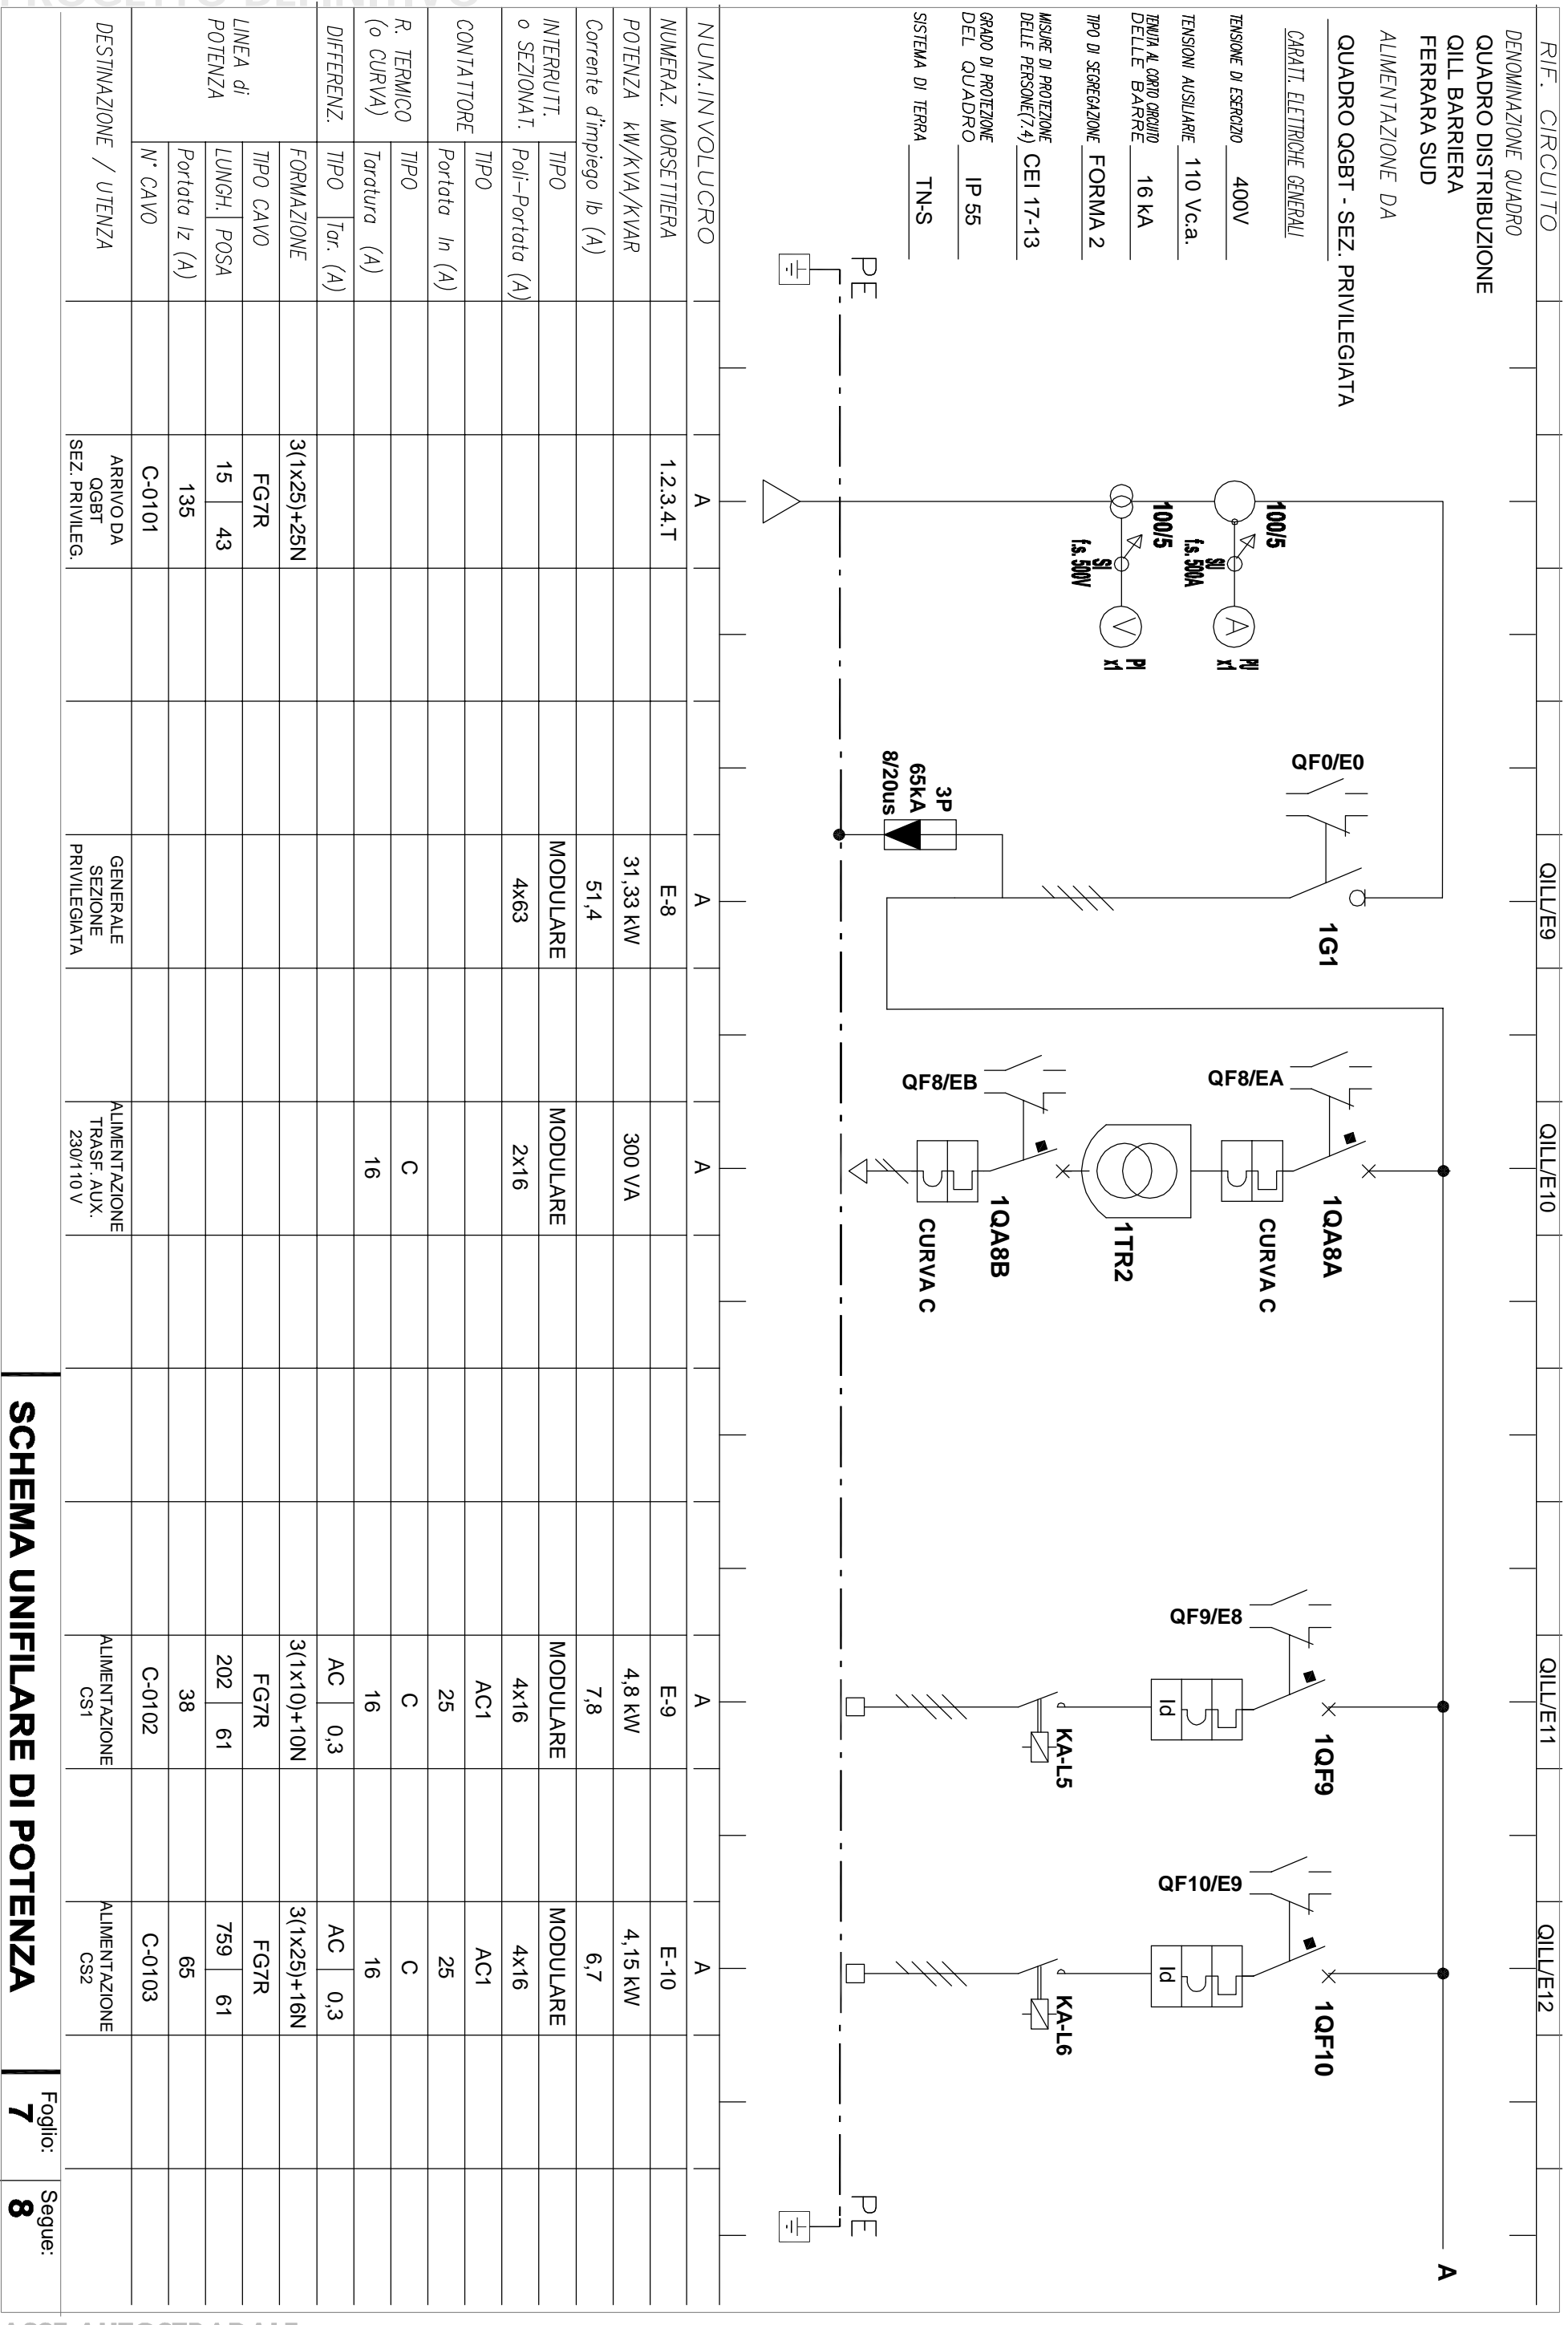 RIF. CIRCUITO
QILL/E9
QILL/E10
QILL/E11
QILL/E12
DENOMINAZIONE QUADRO
QUADRO DISTRIBUZIONE
QILL BARRIERA
FERRARA SUD
ALIMENTAZIONE DA
QUADRO QGBT - SEZ. PRIVILEGIATA
CARATT. ELETTRICHE GENERALI
TENSIONE DI ESERCIZIO 400V
TENSIONI AUSILIARIE 110 Vc.a.
TENUTA AL CORTO CIRCUITO
DELLE BARRE 16 kA
TIPO DI SEGREGAZIONE FORMA 2
MISURE DI PROTEZIONE
DELLE PERSONE(7.4) CEI 17-13
GRADO DI PROTEZIONE
DEL QUADRO IP 55
SISTEMA DI TERRA TN-S
A
100/5
SU
f.s. 500A
A
PU
x1
100/5
SI
f.s. 500V
V
PI
x1
QF0/E0
1G1
3P
65kA
8/20us
QF8/EA
1QA8A
CURVA C
1TR2
QF8/EB
1QA8B
CURVA C
QF9/E8
1QF9
Id
KA-L5
QF10/E9
1QF10
Id
KA-L6
PE
PE
NUM.INVOLUCRO A A A A A
NUMERAZ. MORSETTIERA 1.2.3.4.T E-8 E-9 E-10
POTENZA kW/KVA/KVAR 31,33 kW 300 VA 4,8 kW 4,15 kW
Corrente d'impiego Ib (A) 51,4 7,8 6,7
INTERRUTT.
o SEZIONAT.
TIPO MODULARE MODULARE MODULARE MODULARE
Poli-Portata (A) 4x63 2x16 4x16 4x16
CONTATTORE
TIPO AC1 AC1
Portata In (A) 25 25
R. TERMICO
(o CURVA)
TIPO C C C
Taratura (A) 16 16 16
DIFFERENZ. TIPO Tar. (A) AC 0,3 AC 0,3
LINEA di
POTENZA
FORMAZIONE 3(1x25)+25N 3(1x10)+10N 3(1x25)+16N
TIPO CAVO FG7R FG7R FG7R
LUNGH. POSA 15 43 202 61 759 61
Portata Iz (A) 135 38 65
N° CAVO C-0101 C-0102 C-0103
DESTINAZIONE / UTENZA
ARRIVO DA
QGBT
SEZ. PRIVILEG.
GENERALE
SEZIONE
PRIVILEGIATA
ALIMENTAZIONE
TRASF. AUX.
230/110 V
ALIMENTAZIONE
CS1
ALIMENTAZIONE
CS2
SCHEMA UNIFILARE DI POTENZA
Foglio:
7
Segue:
8